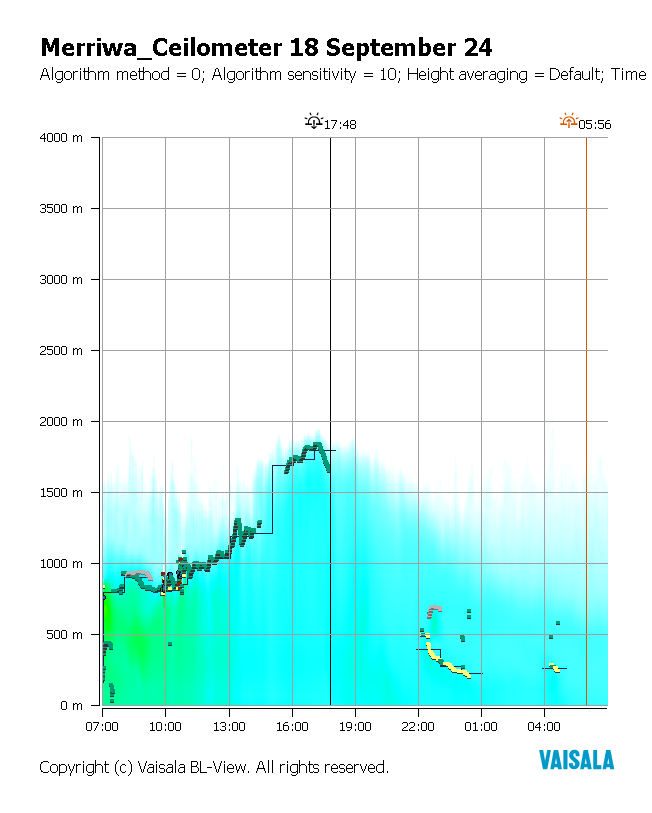 Merriwa_Ceilometer 18 September 24
Algorithm method = 0; Algorithm sensitivity = 10; Height averaging = Default; Time
17:48
05:56
4000 m
3500 m
3000 m
2500 m
2000 m
1500 m
1000 m
500 m
0 m
07:00 10:00 13:00 16:00 19:00 22:00 01:00 04:00
Copyright (c) Vaisala BL-View. All rights reserved.
VAISALA